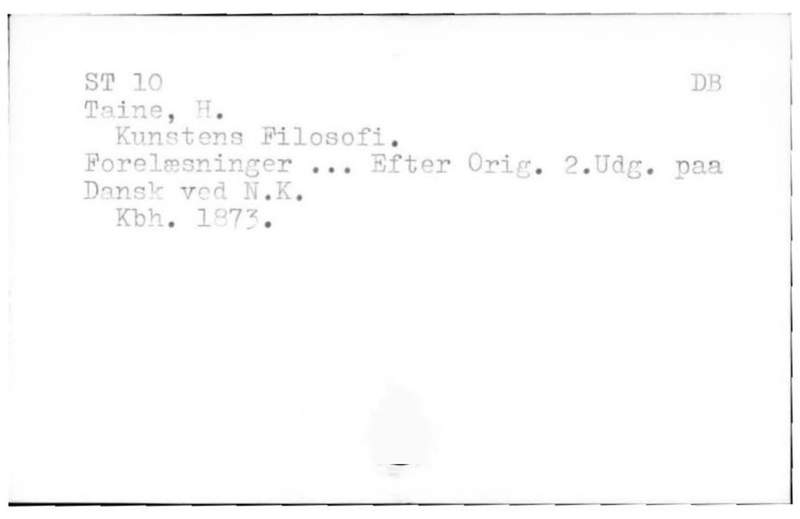 ST 10 DB
Taine, H.
Kunstens Filosofi.
Forelæsninger ... Efter Orig. 2.Udg. paa
Dansk ved N.K.
Kbh. 1873.